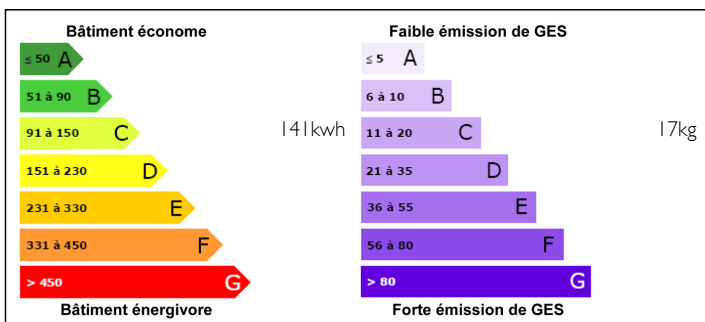 Bâtiment économe
≤ 50 A
51 à 90 B
91 à 150 C
151 à 230 D
231 à 330 E
331 à 450 F
> 450 G
Bâtiment énergivore
141kwh
Faible émission de GES
≤ 5 A
6 à 10 B
11 à 20 C
21 à 35 D
36 à 55 E
56 à 80 F
> 80 G
Forte émission de GES
17kg